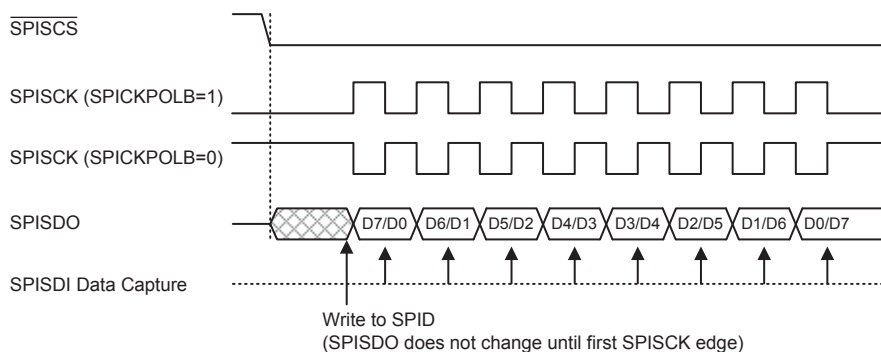 SPISCS
SPISCK (SPICKPOLB=1)
SPISCK (SPICKPOLB=0)
SPISDO
D7/D0 D6/D1 D5/D2 D4/D3 D3/D4 D2/D5 D1/D6 D0/D7
SPISDI Data Capture
Write to SPID
(SPISDO does not change until first SPISCK edge)